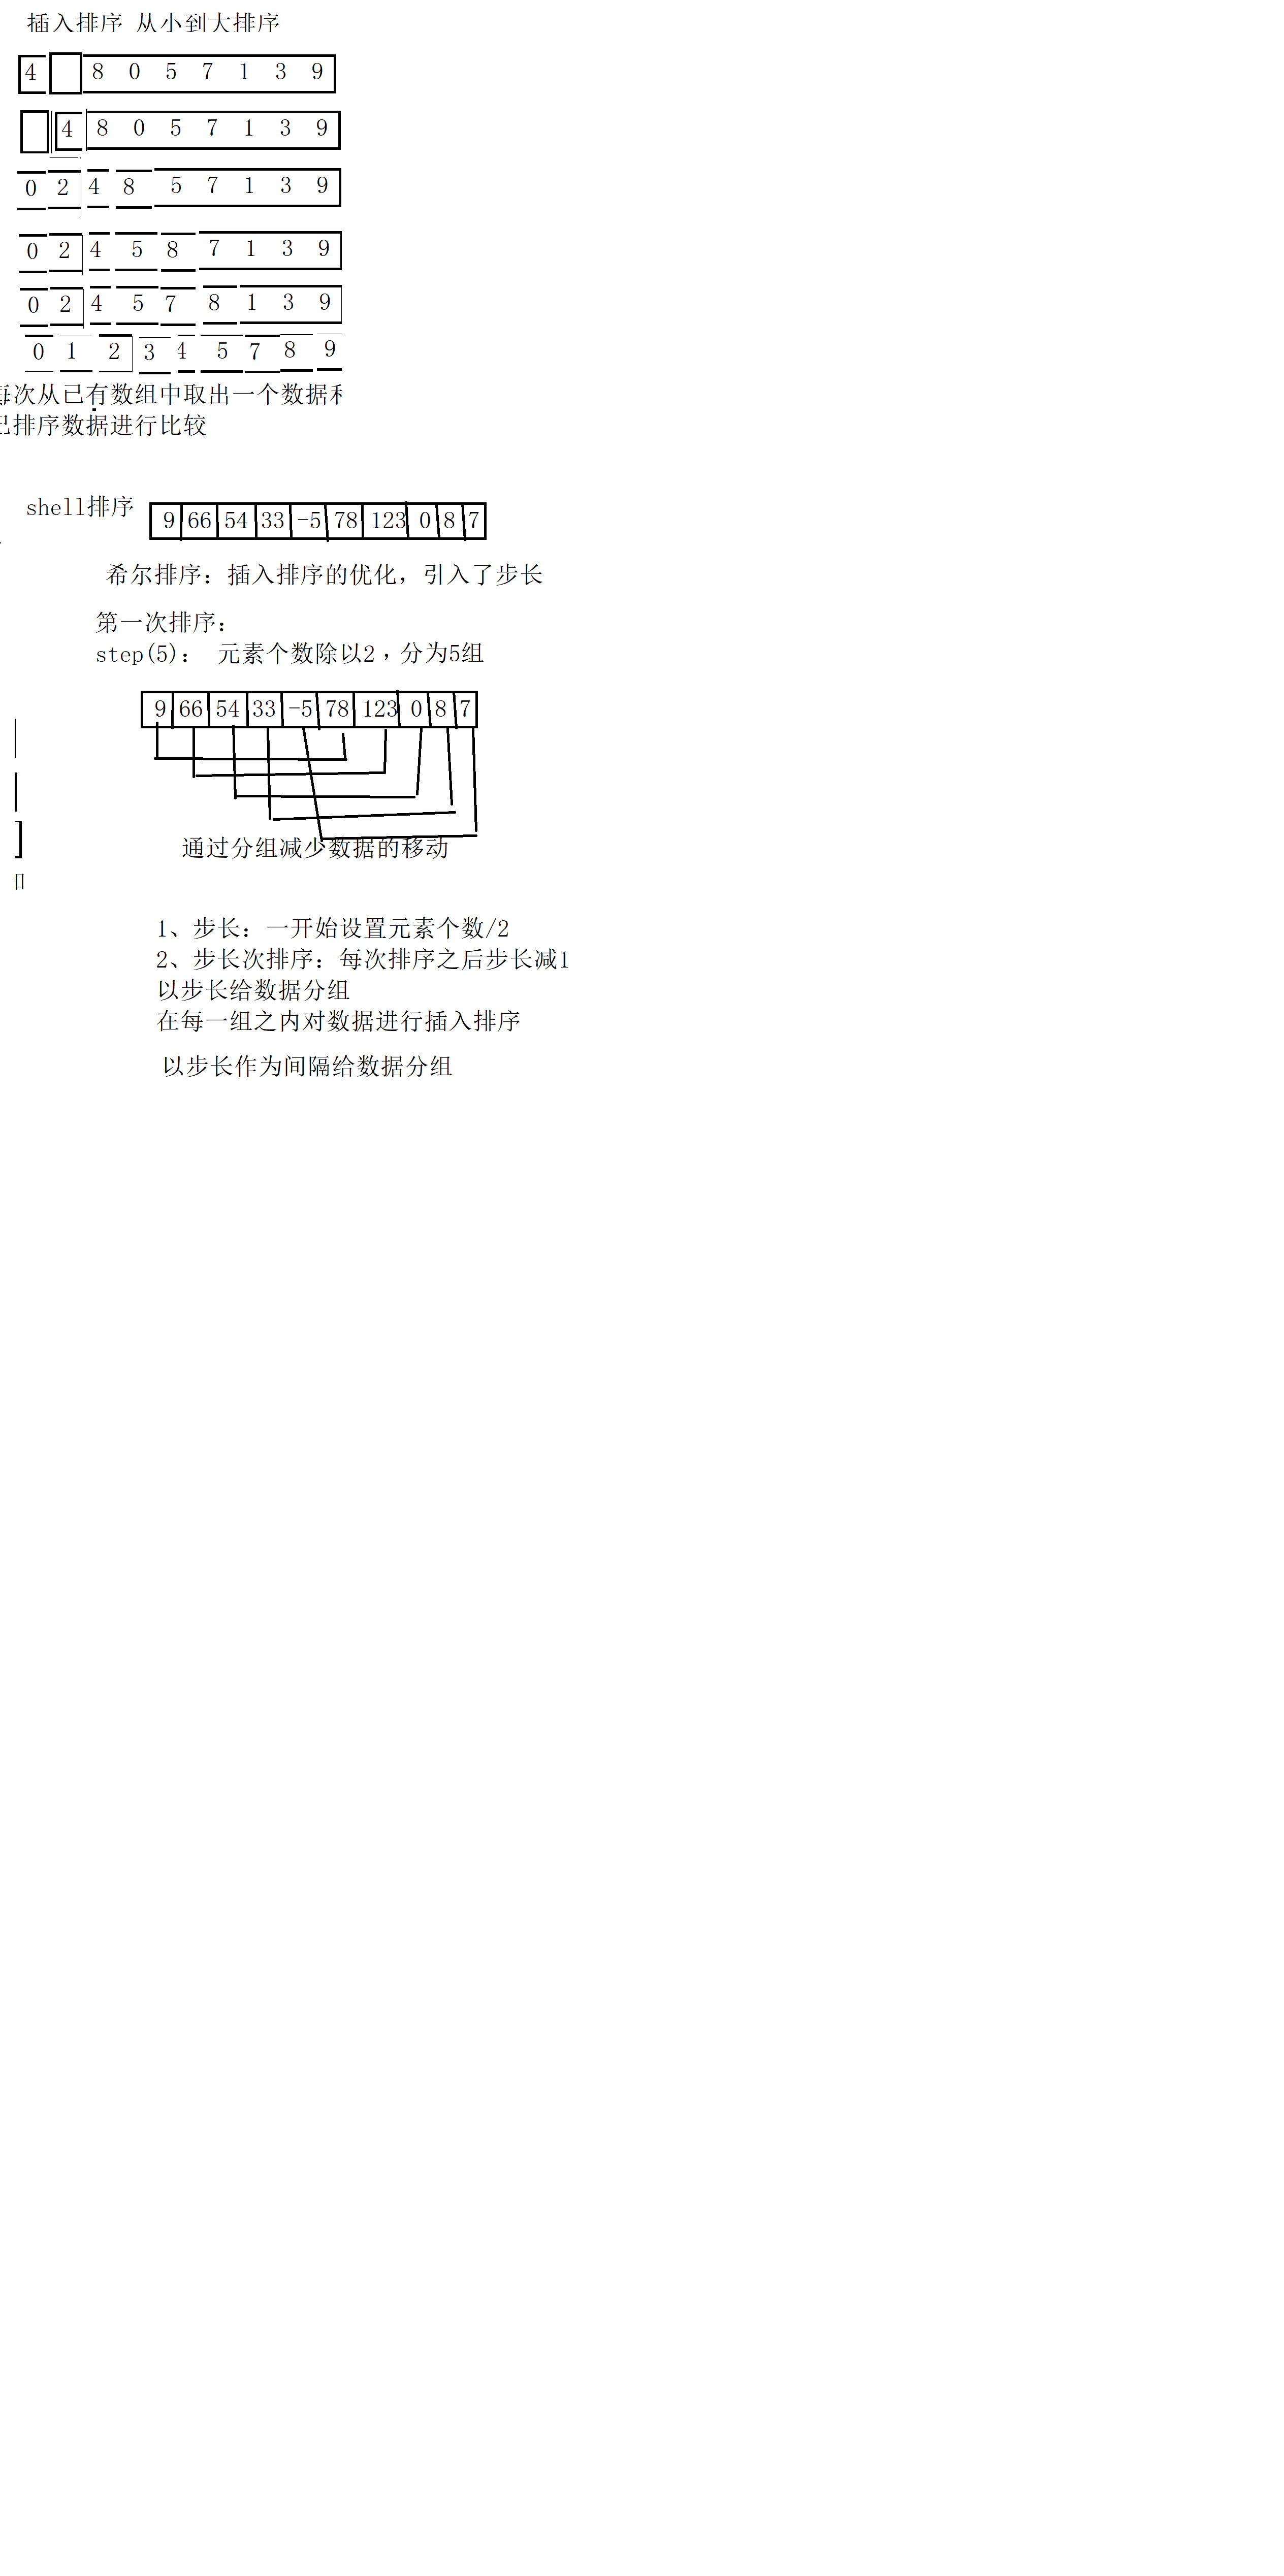 插入排序 从小到大排序
4 8 0 5 7 1 3 9
4 8 0 5 7 1 3 9
0 2 4 8 5 7 1 3 9
0 2 4 5 8 7 1 3 9
0 2 4 5 7 8 1 3 9
0 1 2 3 4 5 7 8 9
每次从已有数组中取出一个数据和
已排序数据进行比较
shell排序 9 66 54 33 -5 78 123 0 8 7
希尔排序：插入排序的优化，引入了步长
第一次排序：
step(5)： 元素个数除以2，分为5组
9 66 54 33 -5 78 123 0 8 7
通过分组减少数据的移动
1、步长：一开始设置元素个数/2
2、步长次排序：每次排序之后步长减1
以步长给数据分组
在每一组之内对数据进行插入排序
以步长作为间隔给数据分组